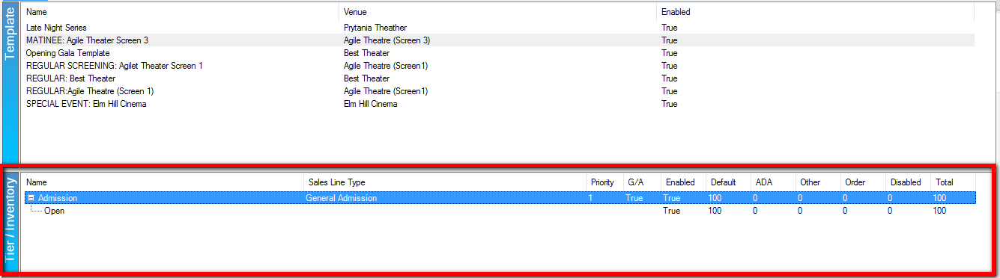 Template
Name Venue Enabled
Late Night Series Prytania Theather True
MATINEE: Agile Theater Screen 3 Agile Theatre (Screen 3) True
Opening Gala Template Best Theater True
REGULAR SCREENING: Agilet Theater Screen 1 Agile Theatre (Screen1) True
REGULAR: Best Theater Best Theater True
REGULAR:Agile Theatre (Screen 1) Agile Theatre (Screen1) True
SPECIAL EVENT: Elm Hill Cinema Elm Hill Cinema True
Tier / Inventory
Name Sales Line Type Priority G/A Enabled Default ADA Other Order Disabled Total
Admission General Admission 1 True True 100 0 0 0 0 100
Open True 100 0 0 0 0 100